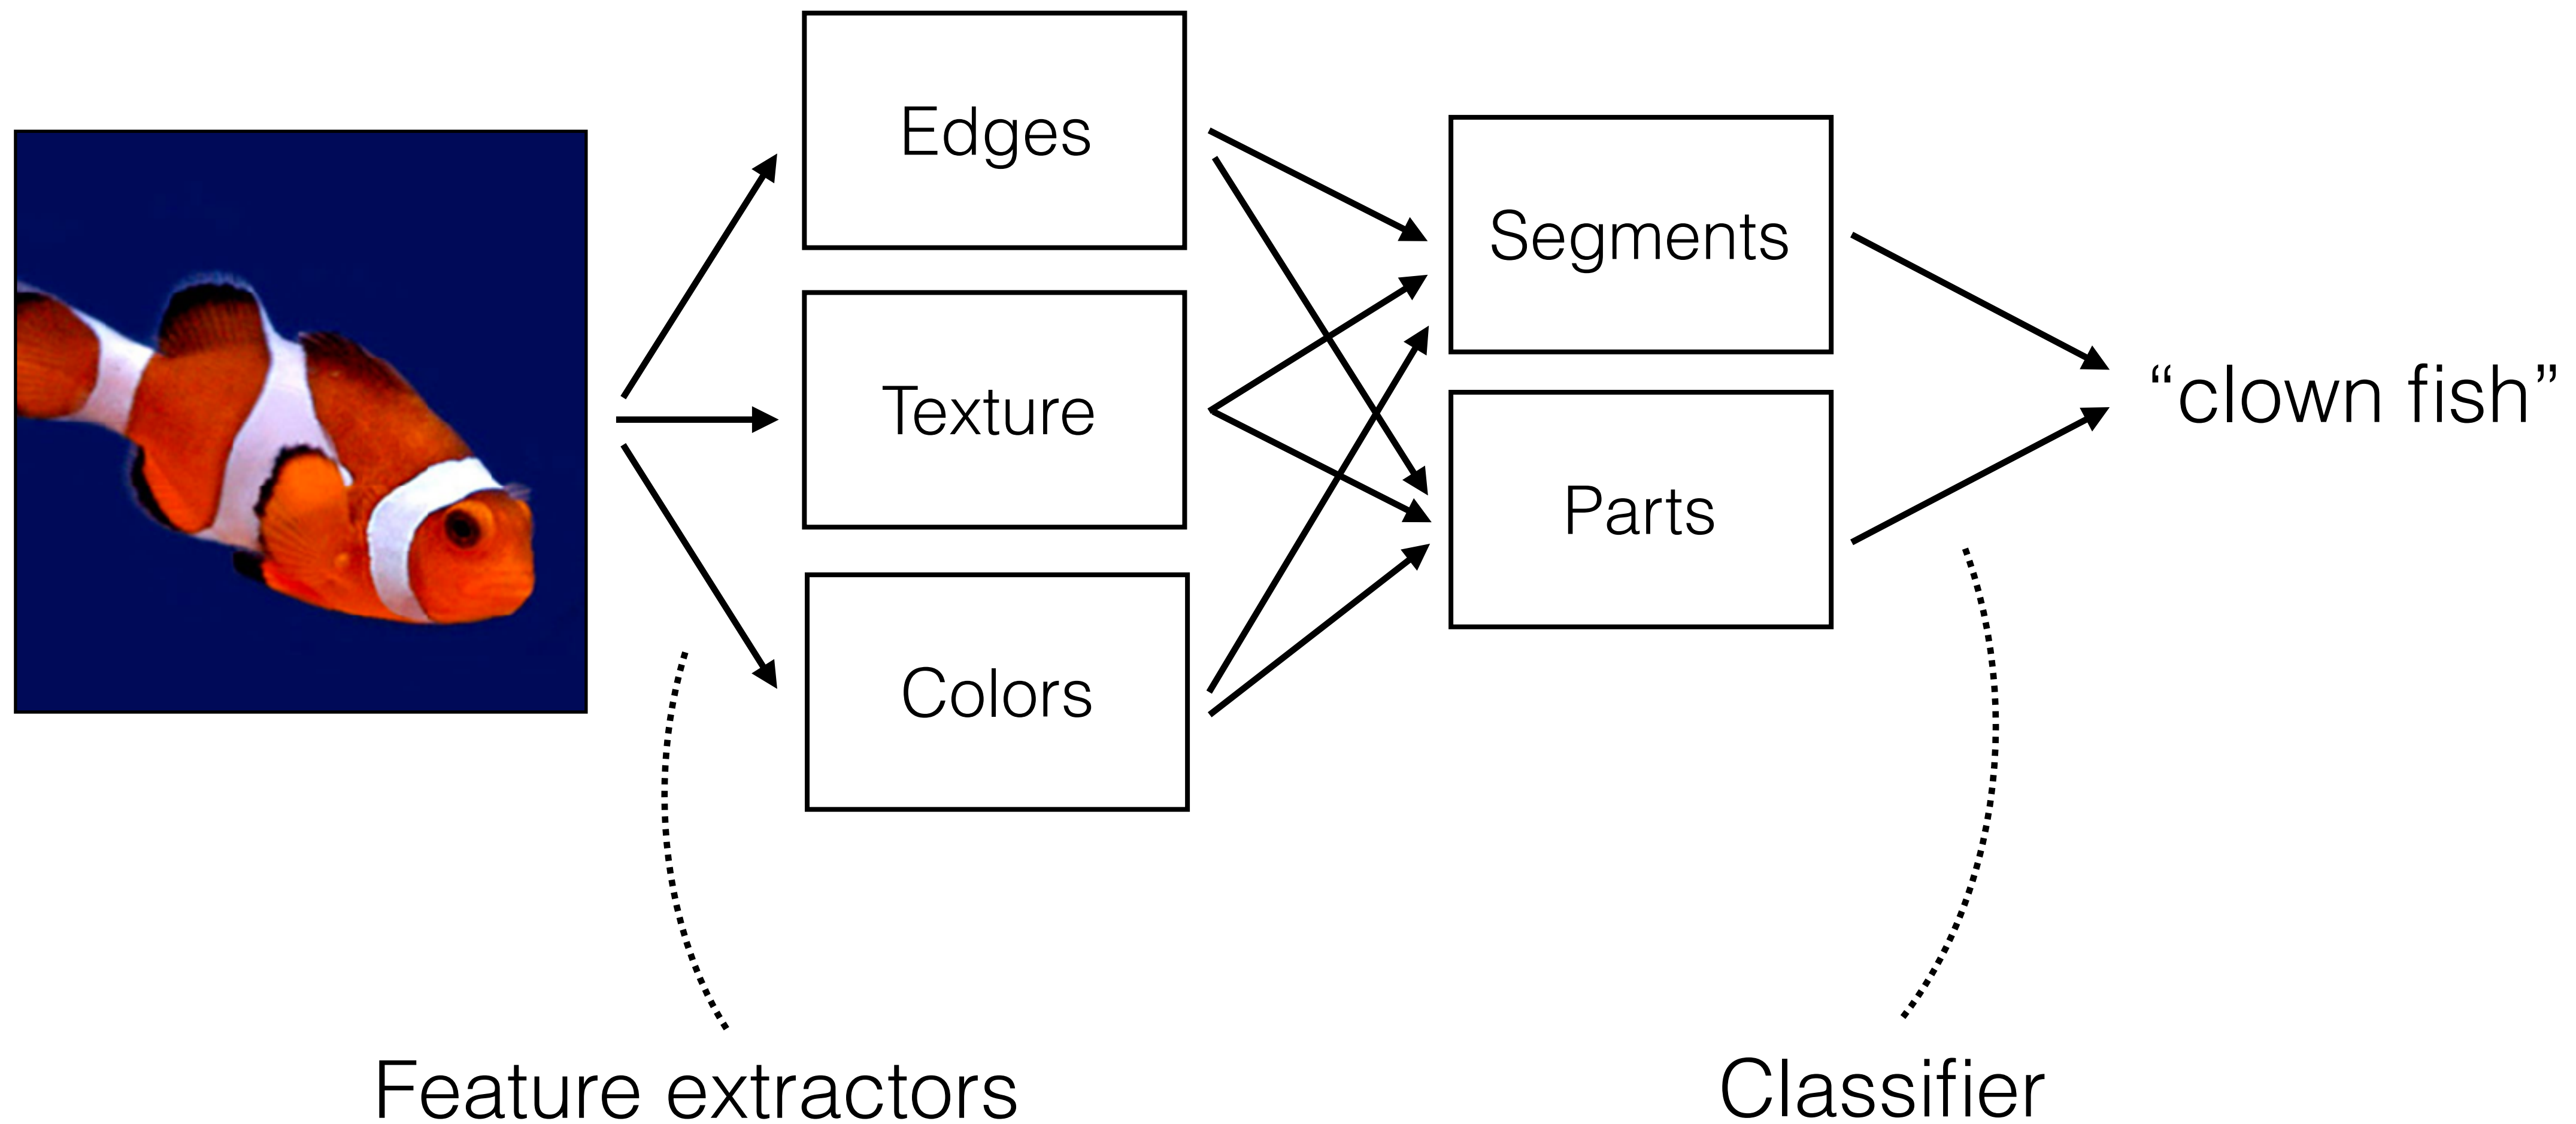 Edges
Texture
Colors
Segments
Parts
“clown fish”
Feature extractors
Classifier